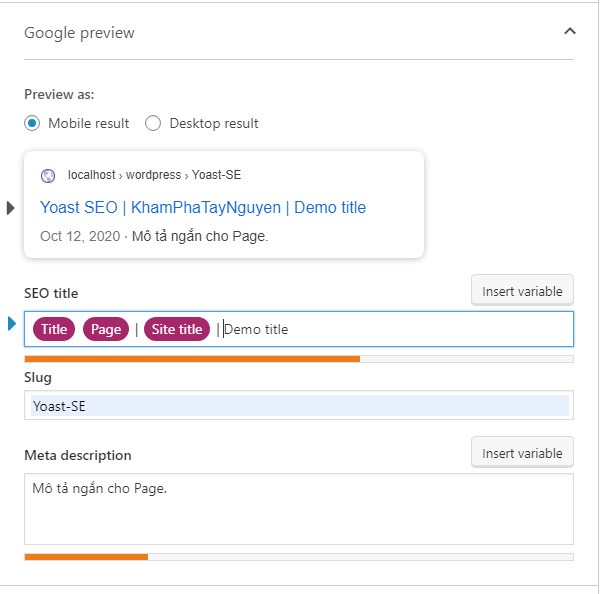 Google preview
Preview as:
Mobile result Desktop result
localhost › wordpress › Yoast-SE
Yoast SEO | KhamPhaTayNguyen | Demo title
Oct 12, 2020 · Mô tả ngắn cho Page.
SEO title Insert variable
Title Page | Site title | Demo title
Slug
Yoast-SE
Meta description Insert variable
Mô tả ngắn cho Page.